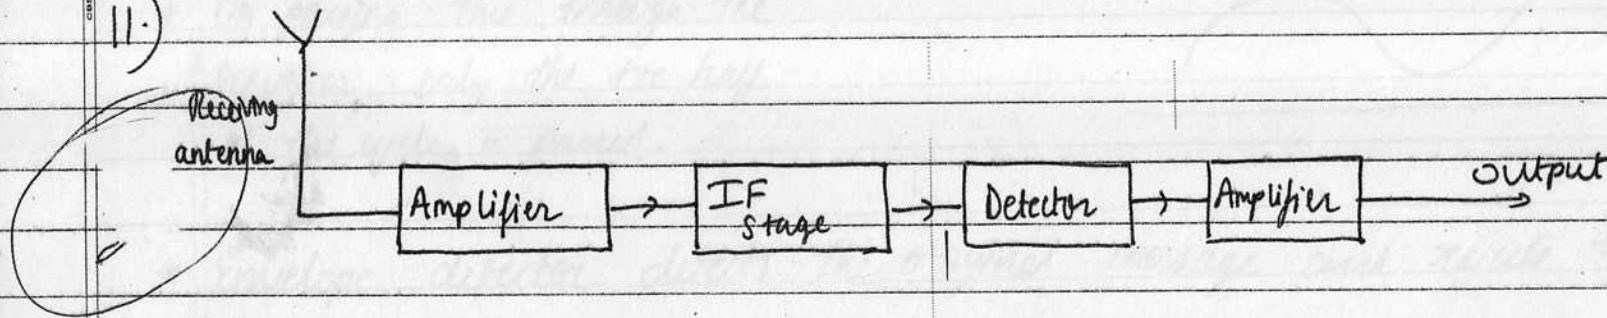 11.)
Receiving
antenna
Amplifier
IF
stage
Detector
Amplifier
output